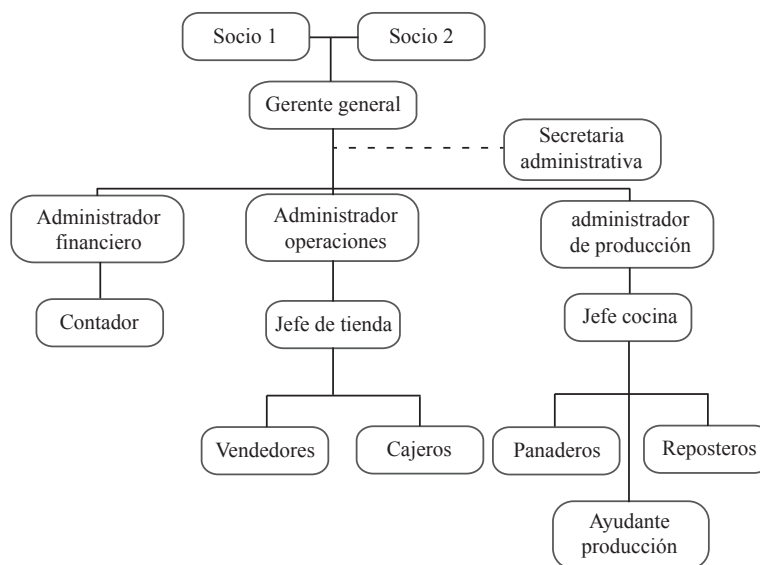 Socio 1
Socio 2
Gerente general
Secretaria
administrativa
Administrador
financiero
Administrador
operaciones
administrador
de producción
Contador
Jefe de tienda
Jefe cocina
Vendedores
Cajeros
Panaderos
Reposteros
Ayudante
producción